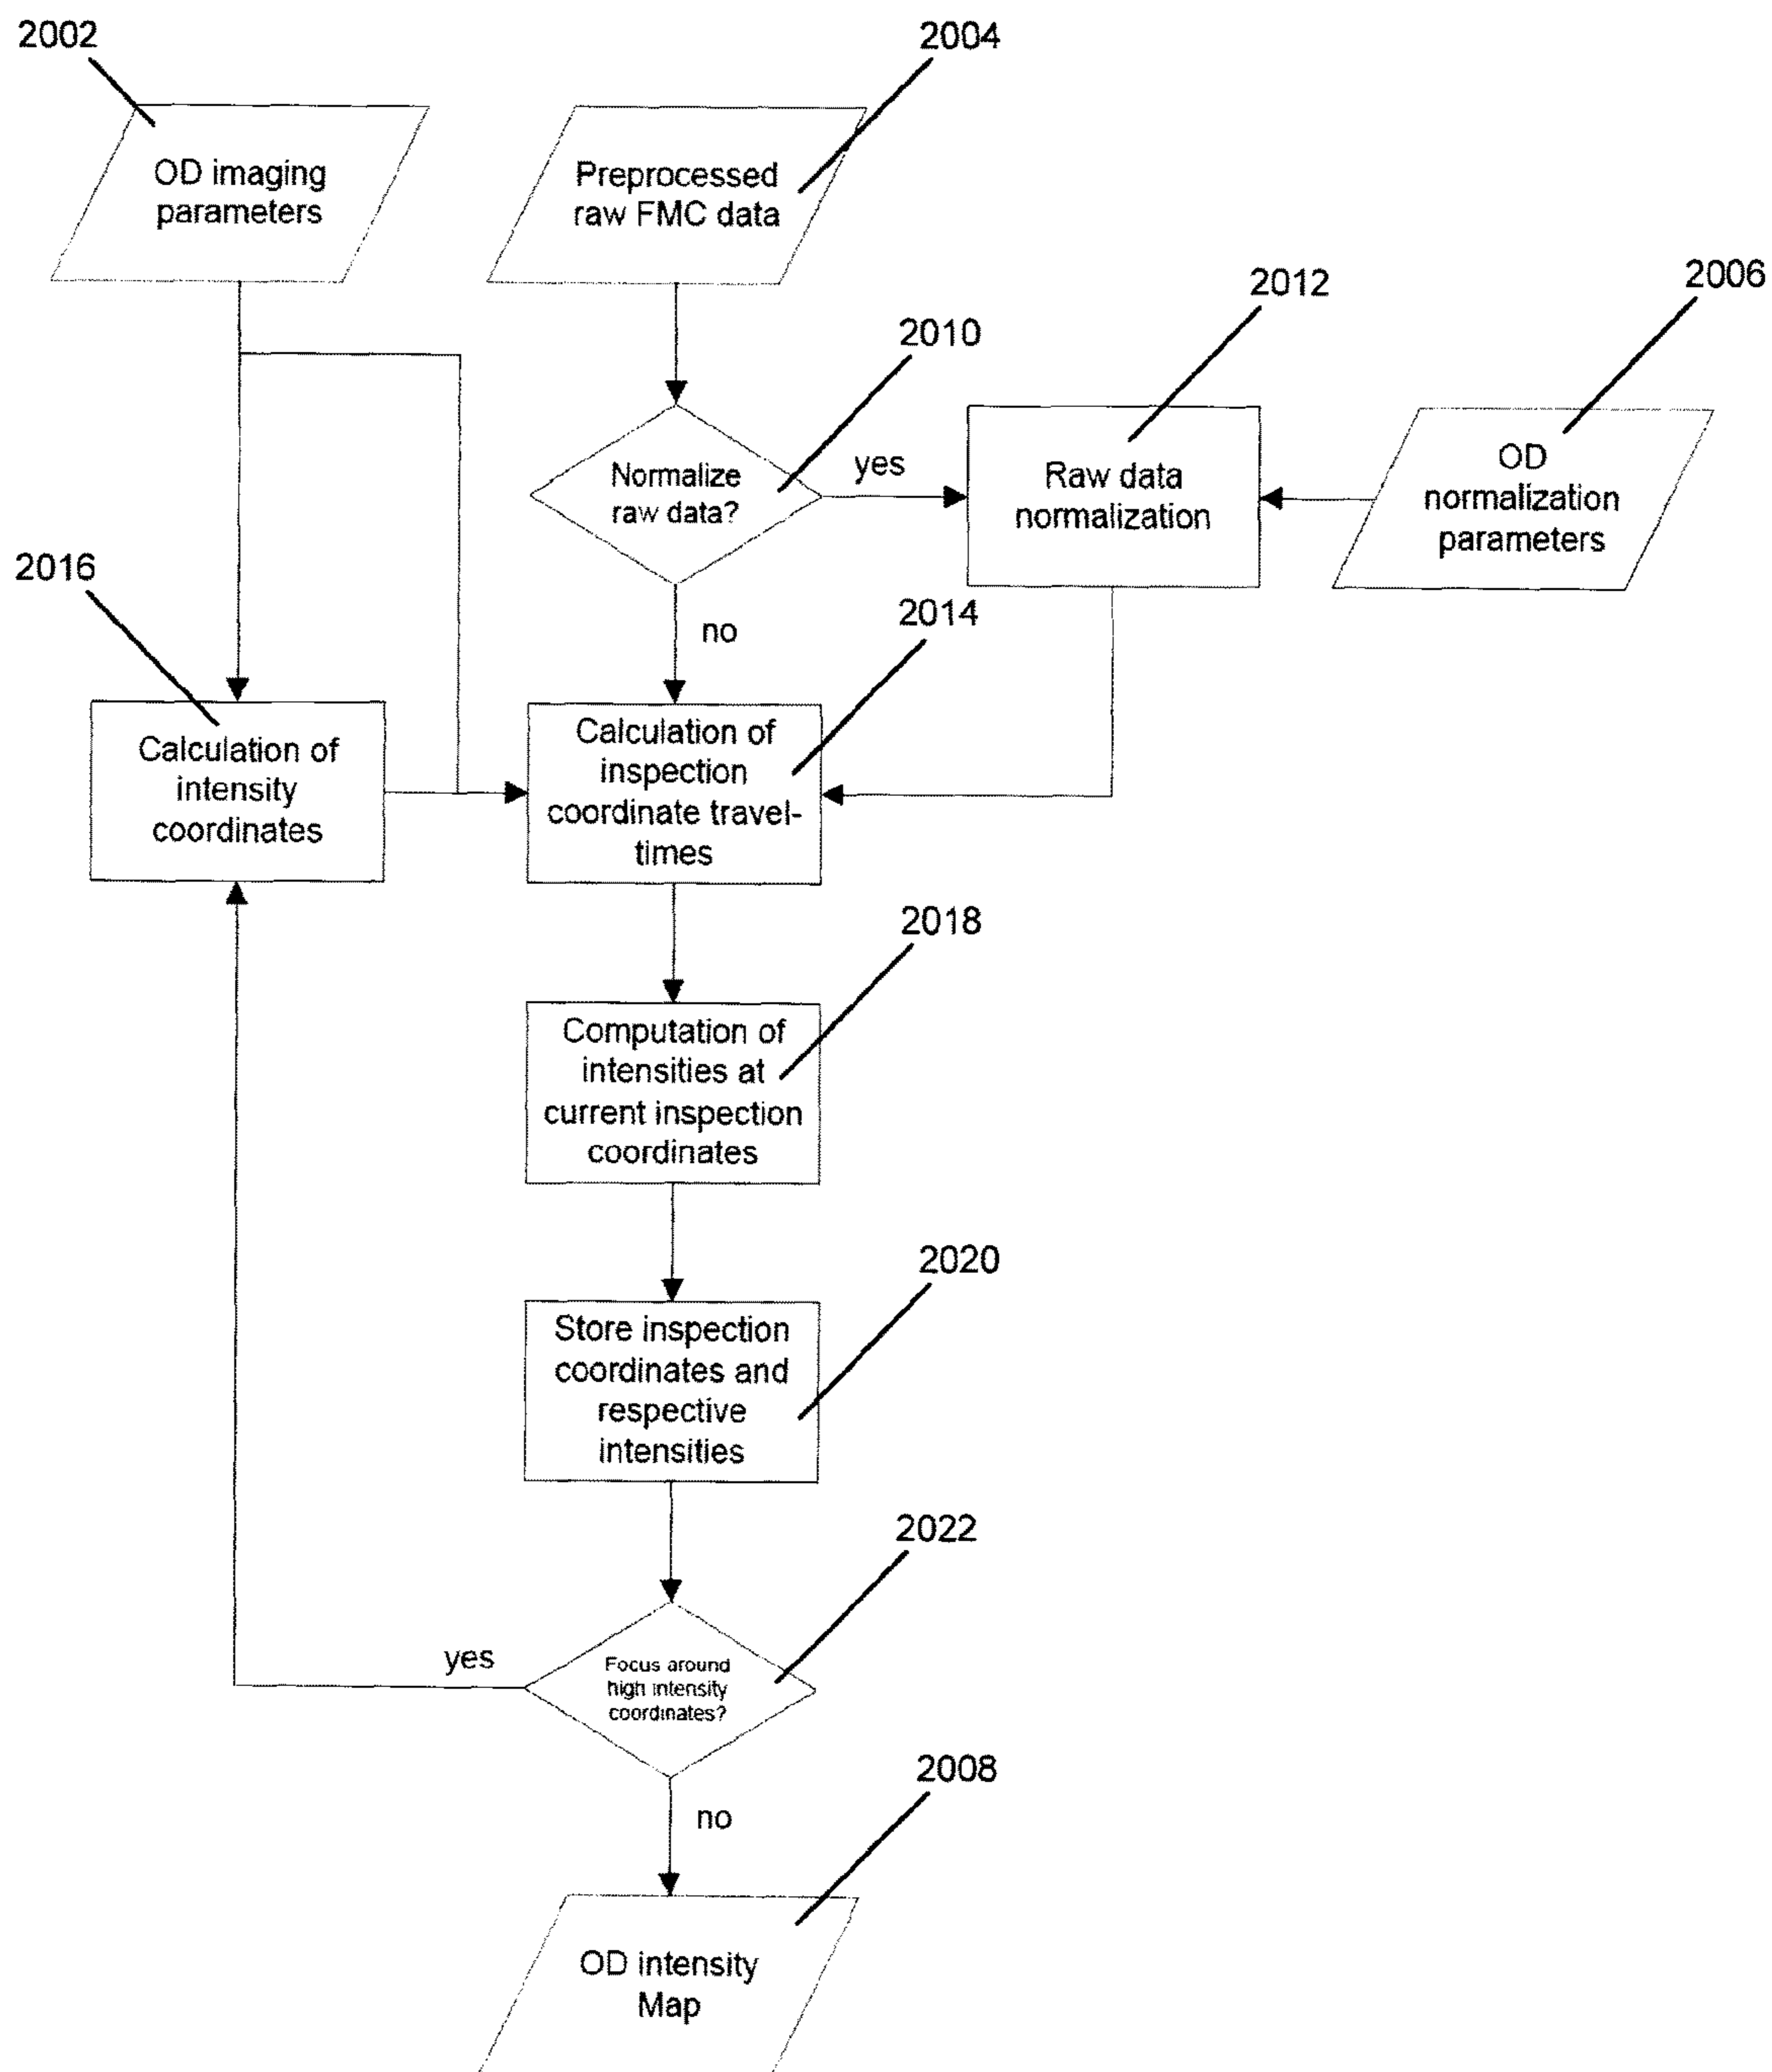 2002
2004
OD imaging
parameters
Preprocessed
raw FMC data
2012
2006
2010
Normalize
raw data?
yes
Raw data
normalization
OD
normalization
parameters
no
2016
2014
Calculation of
intensity
coordinates
Calculation of
inspection
coordinate travel-
times
2018
Computation of
intensities at
current inspection
coordinates
2020
Store inspection
coordinates and
respective
intensities
2022
yes
Focus around
high intensity
coordinates?
2008
no
OD intensity
Map